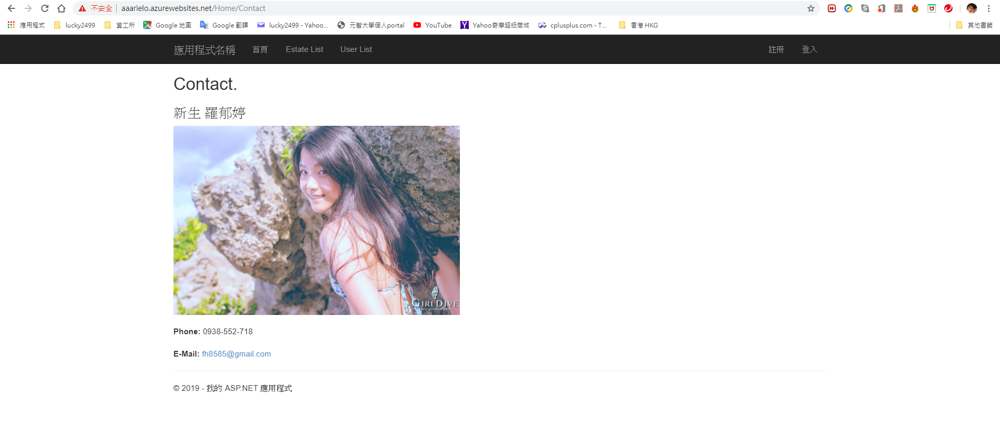 不安全 | aaarielo.azurewebsites.net/Home/Contact
應用程式 lucky2499 資工所 Google 地圖 Google 翻譯 lucky2499 - Yahoo... 元智大學個人portal YouTube Yahoo奇摩超級商城 cplusplus.com - T... 香港 HKG 其他書籤
應用程式名稱 首頁 Estate List User List 註冊 登入
Contact.
新生 羅郁婷
GIRLDIVE
www.girldive.com
Phone: 0938-552-718
E-Mail: fh8585@gmail.com
© 2019 - 我的 ASP.NET 應用程式